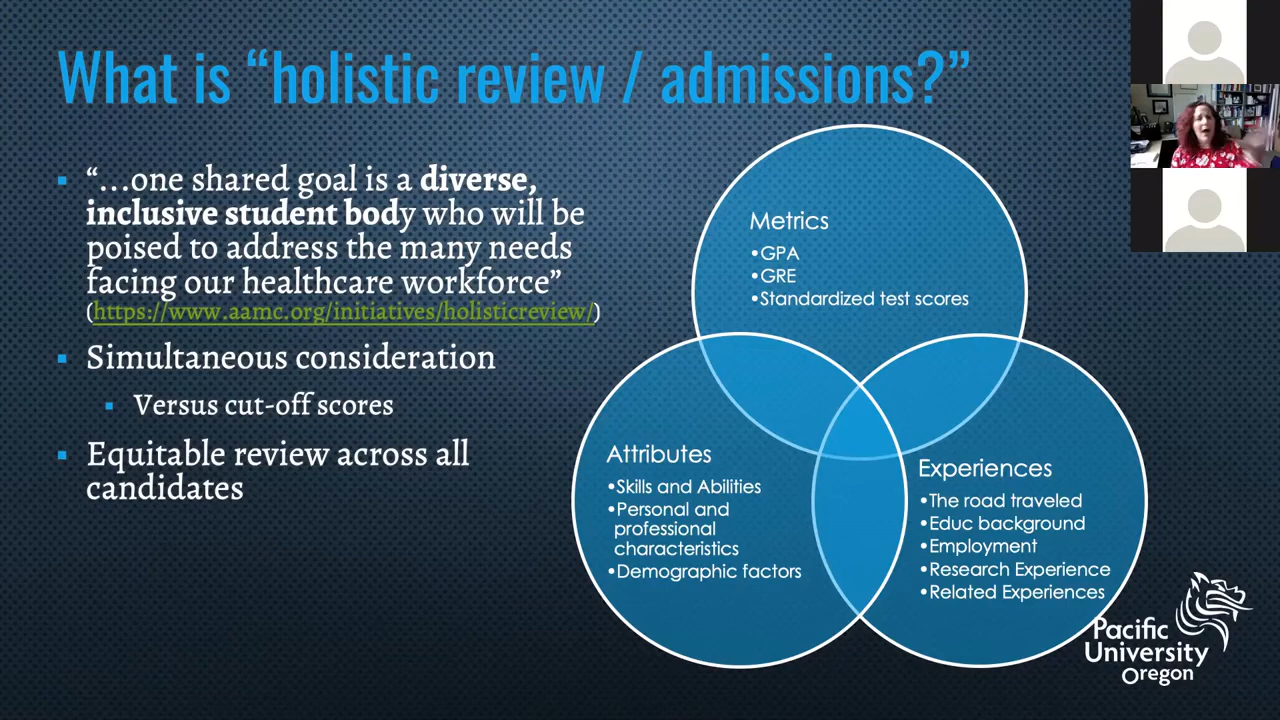 What is “holistic review / admissions?”
▪ “…one shared goal is a diverse,
inclusive student body who will be
poised to address the many needs
facing our healthcare workforce”
(https://www.aamc.org/initiatives/holisticreview/)
▪ Simultaneous consideration
▪ Versus cut-off scores
▪ Equitable review across all
candidates
Metrics
•GPA
•GRE
•Standardized test scores
Attributes
•Skills and Abilities
•Personal and
professional
characteristics
•Demographic factors
Experiences
•The road traveled
•Educ background
•Employment
•Research Experience
•Related Experiences
Pacific
University
Oregon